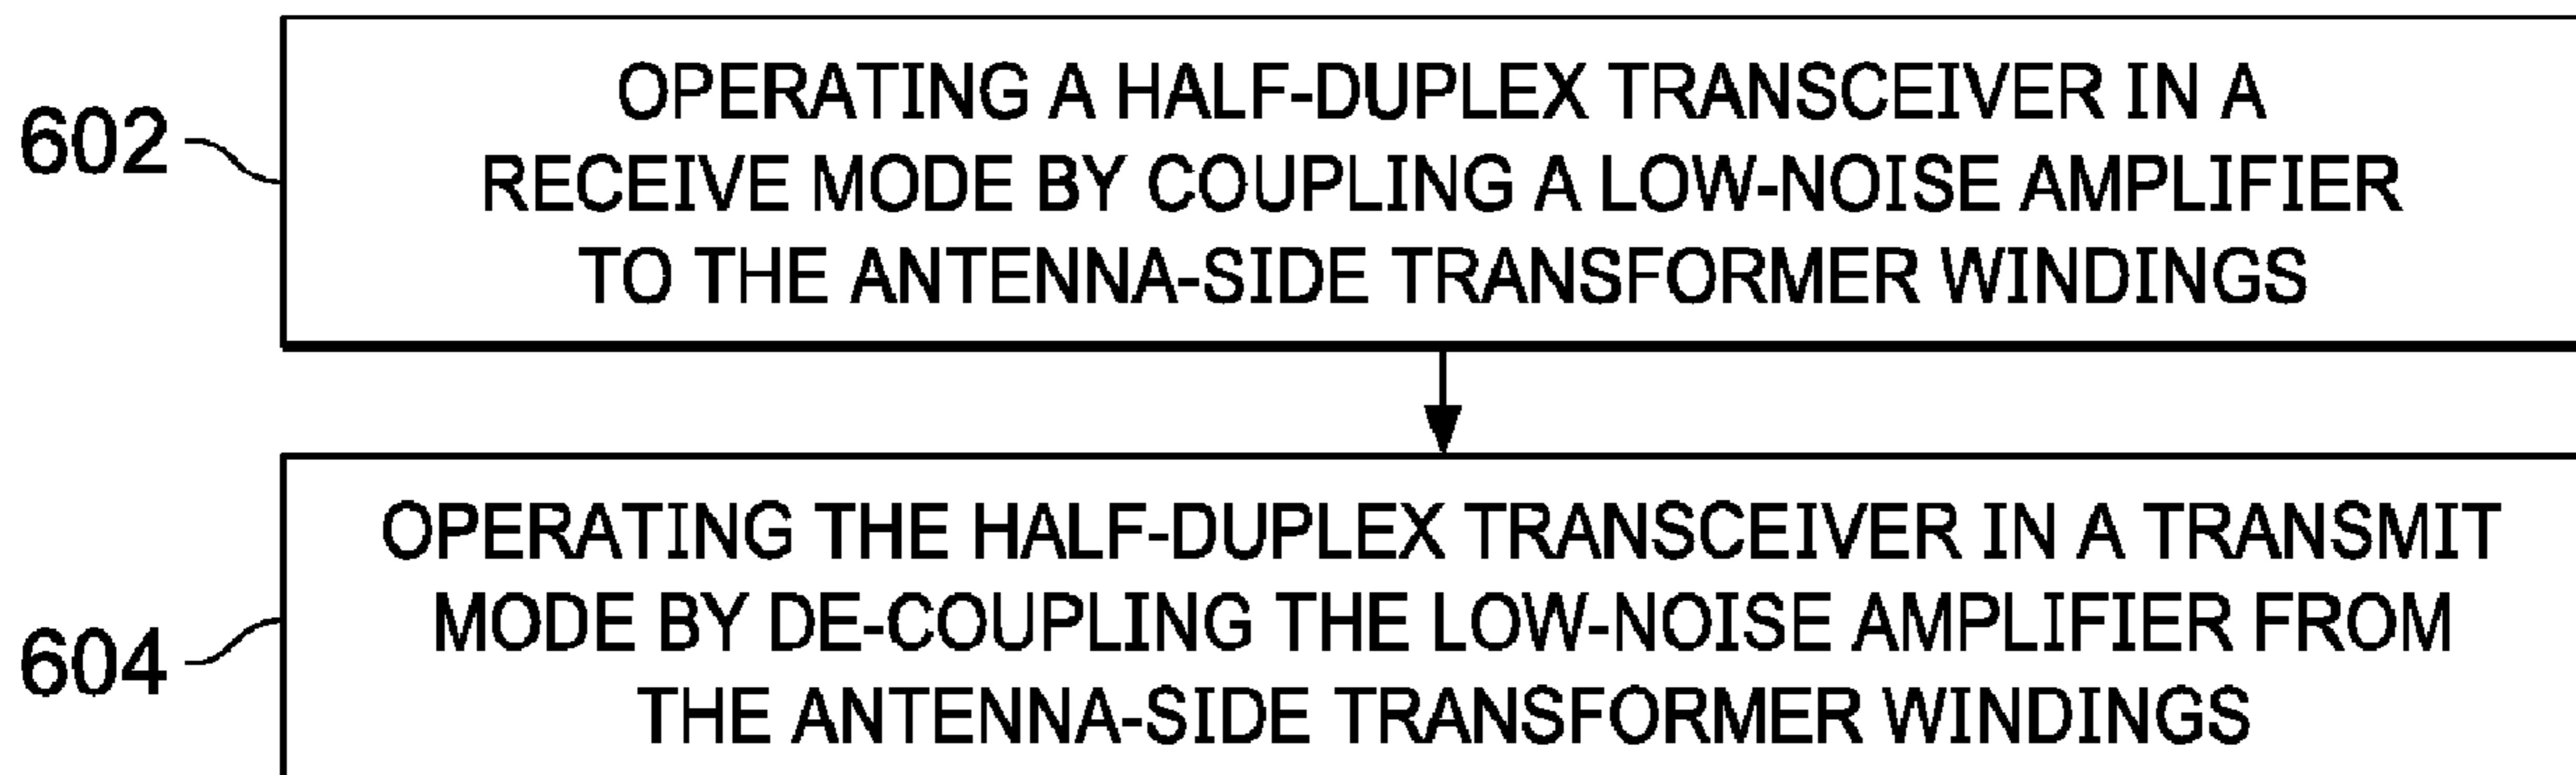 602
OPERATING A HALF-DUPLEX TRANSCEIVER IN A
RECEIVE MODE BY COUPLING A LOW-NOISE AMPLIFIER
TO THE ANTENNA-SIDE TRANSFORMER WINDINGS
604
OPERATING THE HALF-DUPLEX TRANSCEIVER IN A TRANSMIT
MODE BY DE-COUPLING THE LOW-NOISE AMPLIFIER FROM
THE ANTENNA-SIDE TRANSFORMER WINDINGS